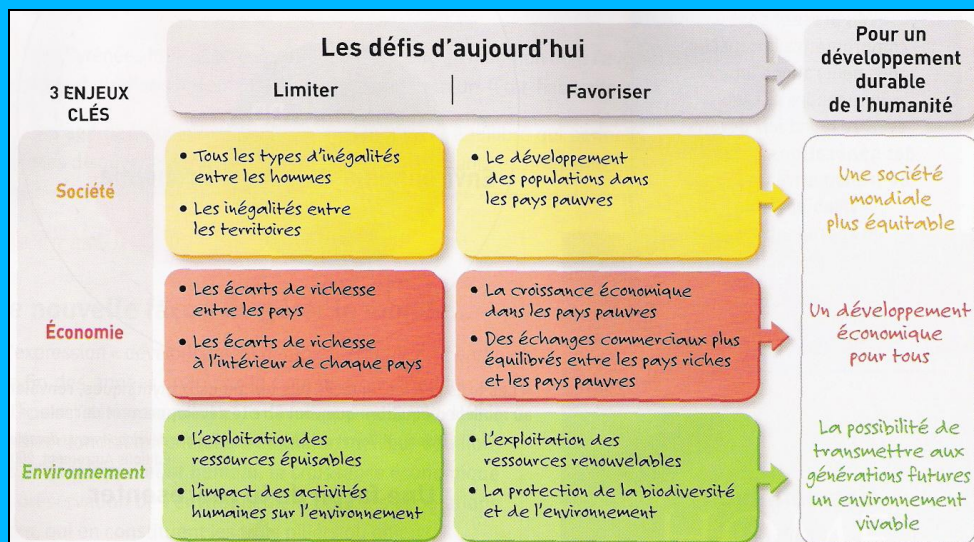 Les défis d'aujourd'hui
Limiter
Favoriser
Pour un
développement
durable
de l'humanité
3 ENJEUX
CLÉS
Société
• Tous les types d'inégalités
entre les hommes
• Les inégalités entre
les territoires
• Le développement
des populations dans
les pays pauvres
Une société
mondiale
plus équitable
Économie
• Les écarts de richesse
entre les pays
• Les écarts de richesse
à l'intérieur de chaque pays
• La croissance économique
dans les pays pauvres
• Des échanges commerciaux plus
équilibrés entre les pays riches
et les pays pauvres
Un développement
économique
pour tous
Environnement
• L'exploitation des
ressources épuisables
• L'impact des activités
humaines sur l'environnement
• L'exploitation des
ressources renouvelables
• La protection de la biodiversité
et de l'environnement
La possibilité de
transmettre aux
générations futures
un environnement
vivable